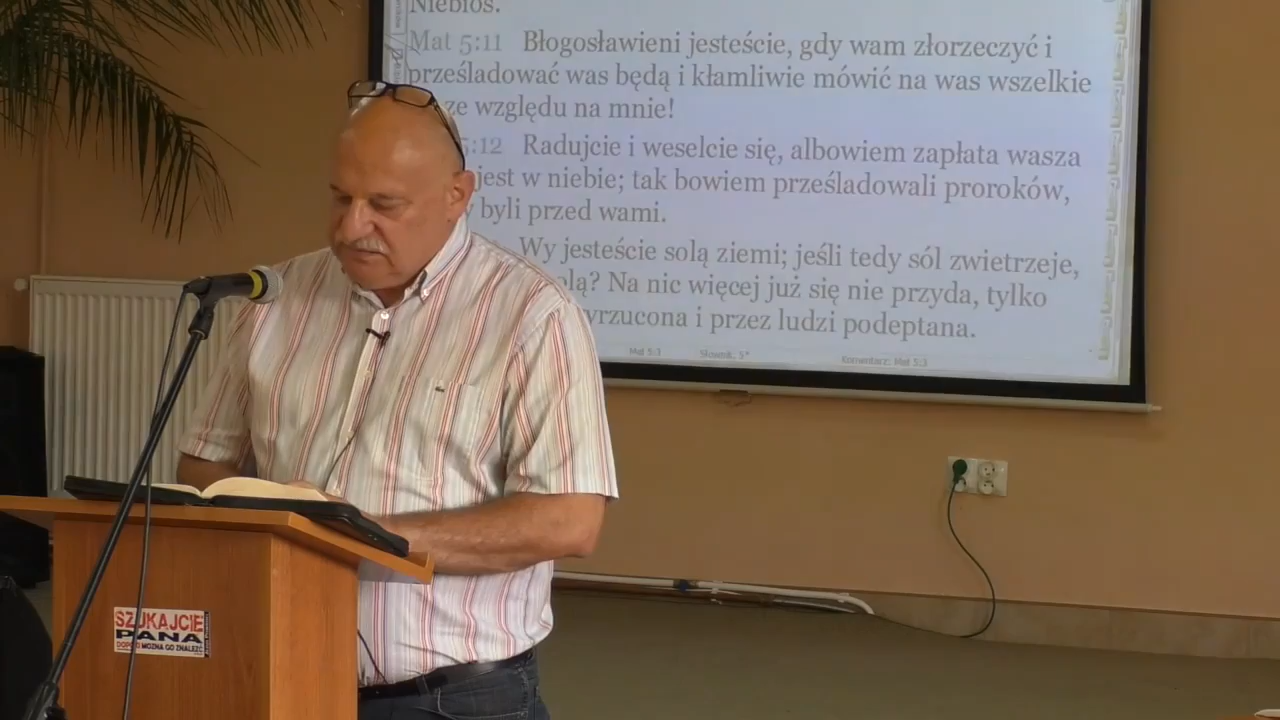 Niebios.
Mat 5:11 Błogosławieni jesteście, gdy wam złorzeczyć i
prześladować was będą i kłamliwie mówić na was wszelkie
ze względu na mnie!
5:12 Radujcie i weselcie się, albowiem zapłata wasza
jest w niebie; tak bowiem prześladowali proroków,
byli przed wami.
Wy jesteście solą ziemi; jeśli tedy sól zwietrzeje,
Na nic więcej już się nie przyda, tylko
i przez ludzi podeptana.
Mat 5:3 Słownik, 5* Komentarz: Mat 5:3
SZUKAJCIE
PANA
MOŻNA GO ZNALEŹĆ